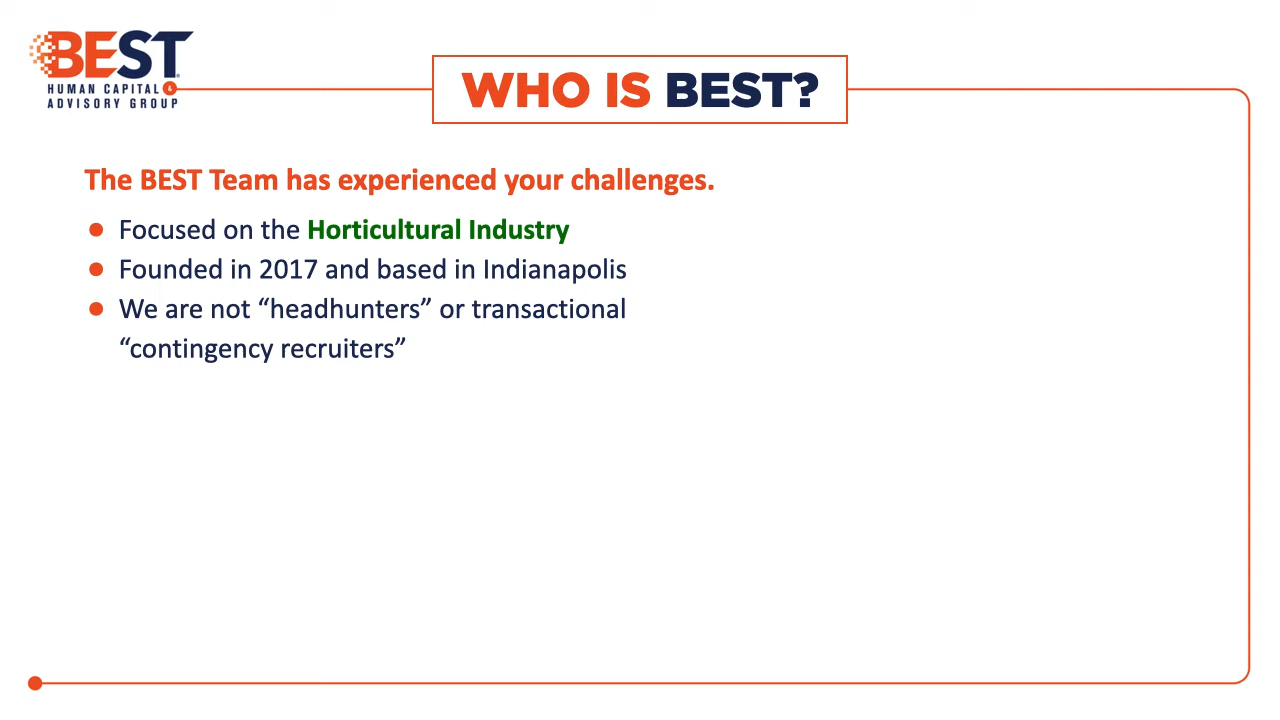 BEST
HUMAN CAPITAL &
ADVISORY GROUP
WHO IS BEST?
The BEST Team has experienced your challenges.
● Focused on the Horticultural Industry
● Founded in 2017 and based in Indianapolis
● We are not “headhunters” or transactional
“contingency recruiters”